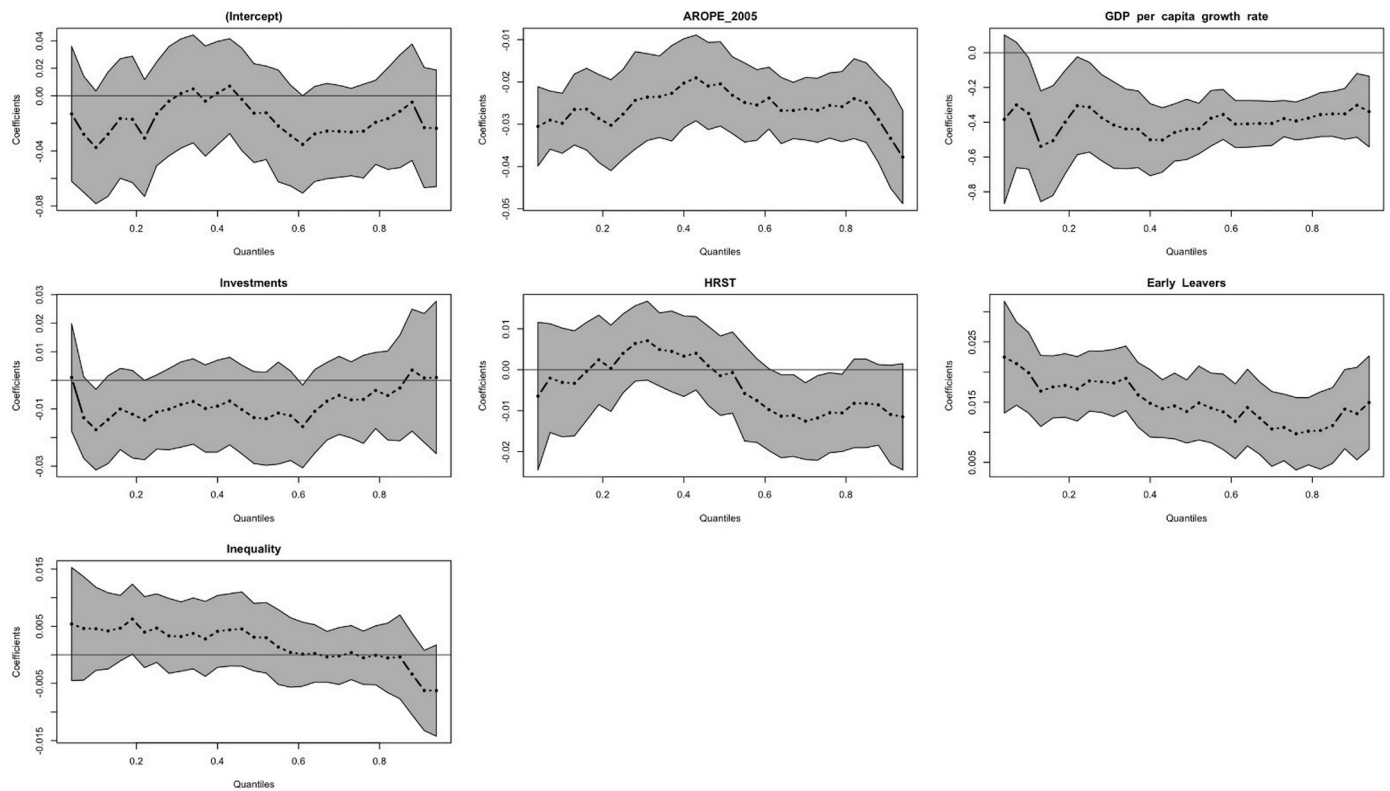 (Intercept)
Coefficients
0.04
0.02
0.00
-0.04
-0.08
0.2
0.4
0.6
0.8
Quantiles
AROPE_2005
Coefficients
-0.01
-0.02
-0.03
-0.04
-0.05
0.2
0.4
0.6
0.8
Quantiles
GDP per capita growth rate
Coefficients
0.0
-0.2
-0.4
-0.6
-0.8
0.2
0.4
0.6
0.8
Quantiles
Investments
Coefficients
0.03
0.02
0.01
-0.01
-0.03
0.2
0.4
0.6
0.8
Quantiles
HRST
Coefficients
0.01
0.00
-0.01
-0.02
0.2
0.4
0.6
0.8
Quantiles
Early Leavers
Coefficients
0.025
0.015
0.005
0.2
0.4
0.6
0.8
Quantiles
Inequality
Coefficients
0.015
0.005
-0.005
-0.015
0.2
0.4
0.6
0.8
Quantiles